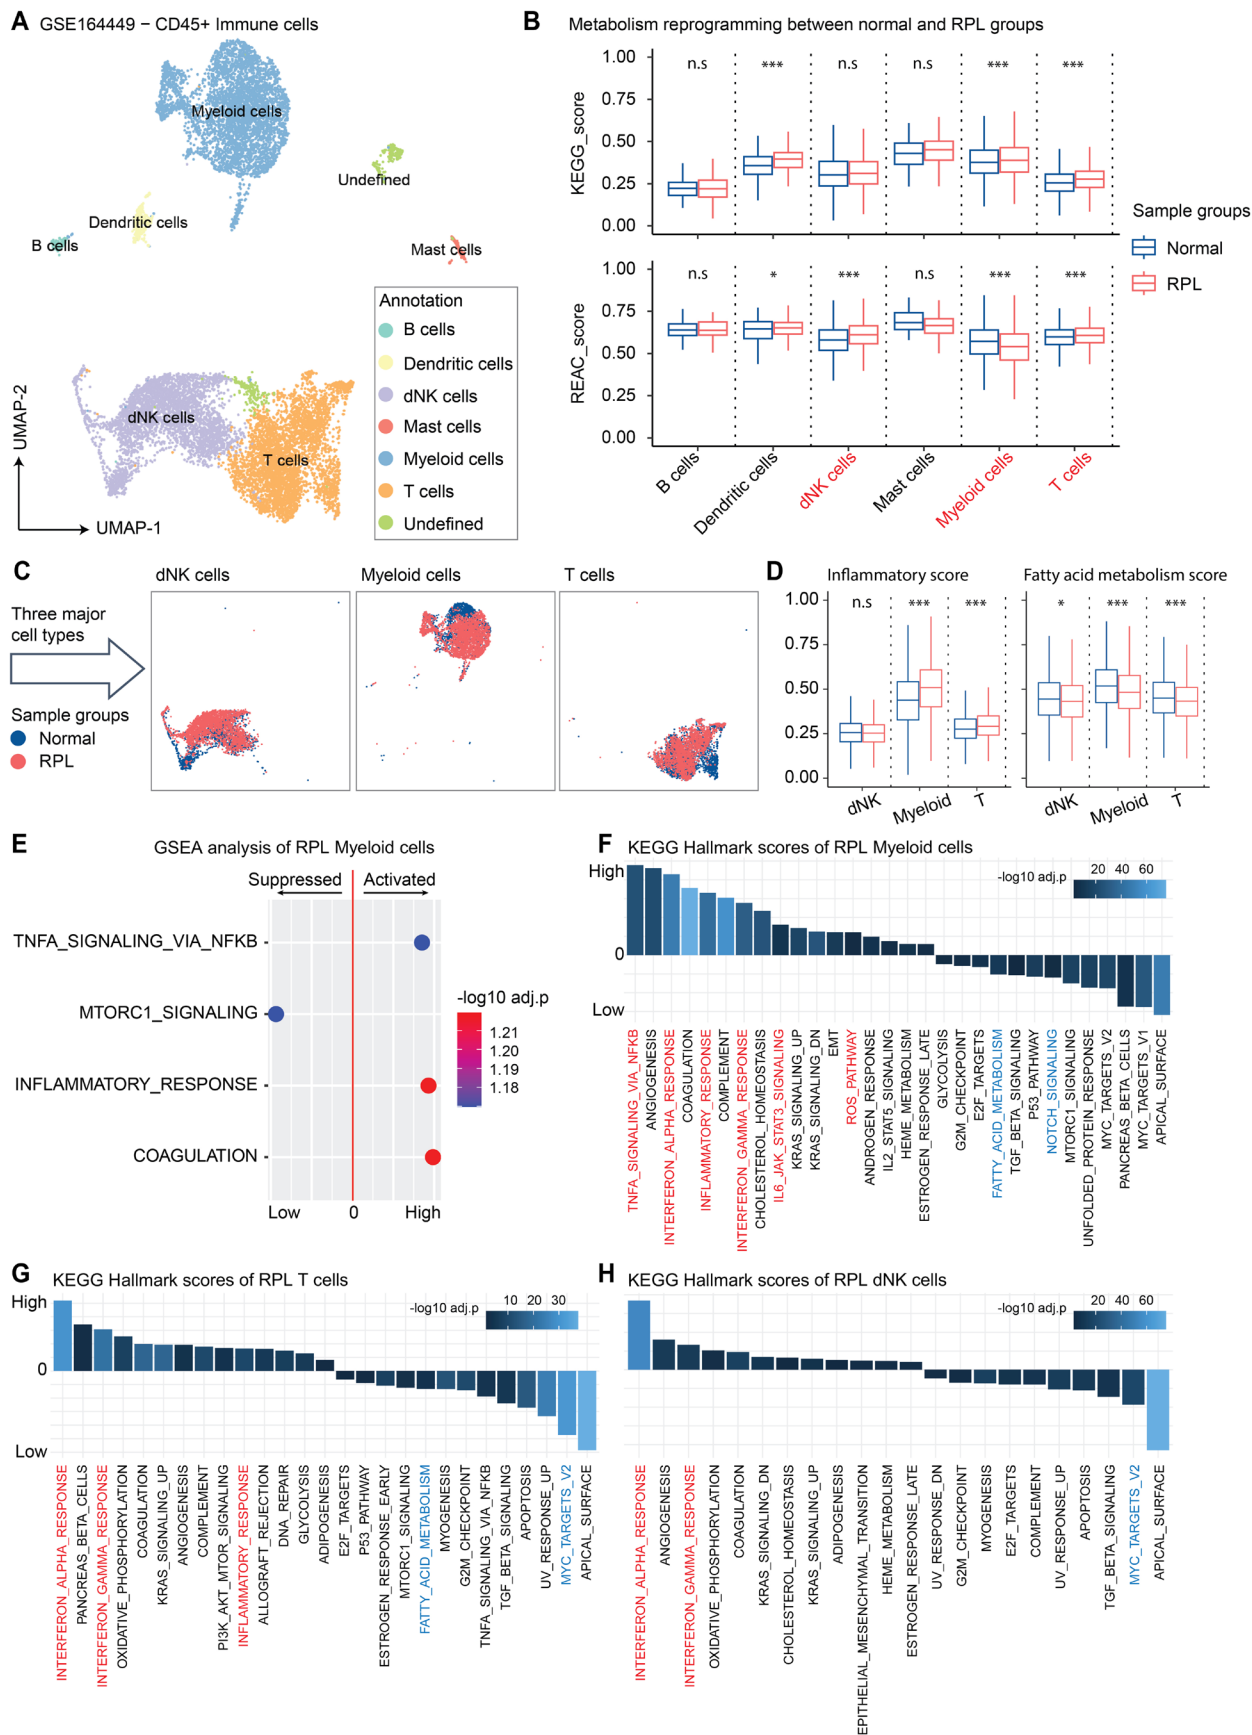 A GSE164449 – CD45+ Immune cells
Myeloid cells
Undefined
Dendritic cells
B cells
Mast cells
dNK cells
T cells
UMAP-2
UMAP-1
Annotation
B cells
Dendritic cells
dNK cells
Mast cells
Myeloid cells
T cells
Undefined
B Metabolism reprogramming between normal and RPL groups
KEGG_score
1.00
0.75
0.50
0.25
0.00
n.s *** n.s n.s *** ***
REAC_score
1.00
0.75
0.50
0.25
0.00
n.s * *** n.s *** ***
B cells
Dendritic cells
dNK cells
Mast cells
Myeloid cells
T cells
Sample groups
Normal
RPL
C
dNK cells Myeloid cells T cells
Three major
cell types
Sample groups
Normal
RPL
D Inflammatory score Fatty acid metabolism score
1.00
0.75
0.50
0.25
0.00
n.s *** *** * *** ***
dNK Myeloid T dNK Myeloid T
E GSEA analysis of RPL Myeloid cells
Suppressed Activated
TNFA_SIGNALING_VIA_NFKB
MTORC1_SIGNALING
INFLAMMATORY_RESPONSE
COAGULATION
Low 0 High
-log10 adj.p
1.21
1.20
1.19
1.18
F KEGG Hallmark scores of RPL Myeloid cells
High
0
Low
-log10 adj.p 20 40 60
TNFA_SIGNALING_VIA_NFKB
ANGIOGENESIS
INTERFERON_ALPHA_RESPONSE
COAGULATION
INFLAMMATORY_RESPONSE
COMPLEMENT
INTERFERON_GAMMA_RESPONSE
CHOLESTEROL_HOMEOSTASIS
IL6_JAK_STAT3_SIGNALING
KRAS_SIGNALING_UP
KRAS_SIGNALING_DN
EMT
ROS_PATHWAY
ANDROGEN_RESPONSE
IL2_STAT5_SIGNALING
HEME_METABOLISM
ESTROGEN_RESPONSE_LATE
GLYCOLYSIS
G2M_CHECKPOINT
E2F_TARGETS
FATTY_ACID_METABOLISM
TGF_BETA_SIGNALING
P53_PATHWAY
NOTCH_SIGNALING
MTORC1_SIGNALING
UNFOLDED_PROTEIN_RESPONSE
MYC_TARGETS_V2
PANCREAS_BETA_CELLS
MYC_TARGETS_V1
APICAL_SURFACE
G KEGG Hallmark scores of RPL T cells
High
0
Low
-log10 adj.p 10 20 30
INTERFERON_ALPHA_RESPONSE
PANCREAS_BETA_CELLS
INTERFERON_GAMMA_RESPONSE
OXIDATIVE_PHOSPHORYLATION
COAGULATION
KRAS_SIGNALING_UP
ANGIOGENESIS
COMPLEMENT
PI3K_AKT_MTOR_SIGNALING
INFLAMMATORY_RESPONSE
ALLOGRAFT_REJECTION
DNA_REPAIR
GLYCOLYSIS
ADIPOGENESIS
E2F_TARGETS
P53_PATHWAY
ESTROGEN_RESPONSE_EARLY
MTORC1_SIGNALING
FATTY_ACID_METABOLISM
MYOGENESIS
G2M_CHECKPOINT
TNFA_SIGNALING_VIA_NFKB
TGF_BETA_SIGNALING
APOPTOSIS
UV_RESPONSE_UP
MYC_TARGETS_V2
APICAL_SURFACE
H KEGG Hallmark scores of RPL dNK cells
-log10 adj.p 20 40 60
INTERFERON_ALPHA_RESPONSE
ANGIOGENESIS
INTERFERON_GAMMA_RESPONSE
OXIDATIVE_PHOSPHORYLATION
COAGULATION
KRAS_SIGNALING_DN
CHOLESTEROL_HOMEOSTASIS
KRAS_SIGNALING_UP
ADIPOGENESIS
EPITHELIAL_MESENCHYMAL_TRANSITION
HEME_METABOLISM
ESTROGEN_RESPONSE_LATE
UV_RESPONSE_DN
G2M_CHECKPOINT
MYOGENESIS
E2F_TARGETS
COMPLEMENT
UV_RESPONSE_UP
APOPTOSIS
TGF_BETA_SIGNALING
MYC_TARGETS_V2
APICAL_SURFACE